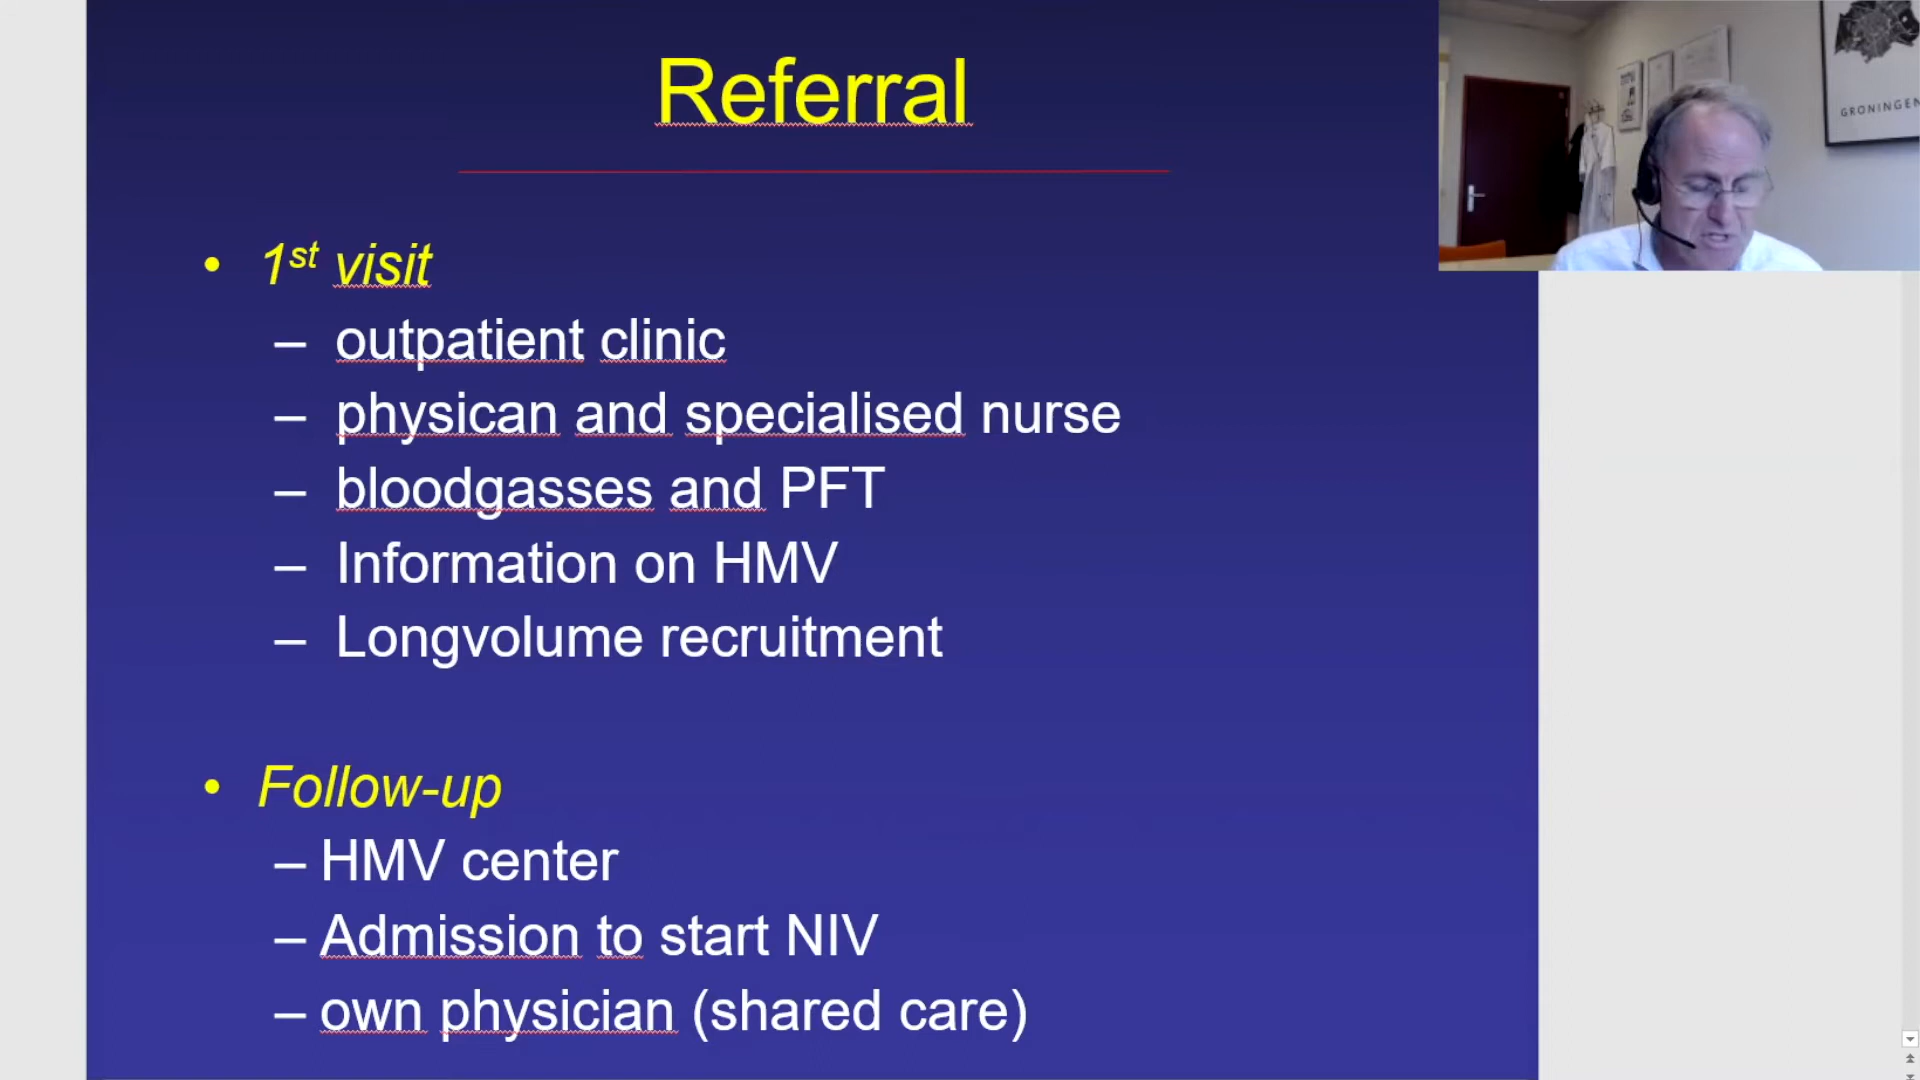 Referral
GRONINGEN
• 1st visit
– outpatient clinic
– physican and specialised nurse
– bloodgasses and PFT
– Information on HMV
– Longvolume recruitment
• Follow-up
– HMV center
– Admission to start NIV
– own physician (shared care)